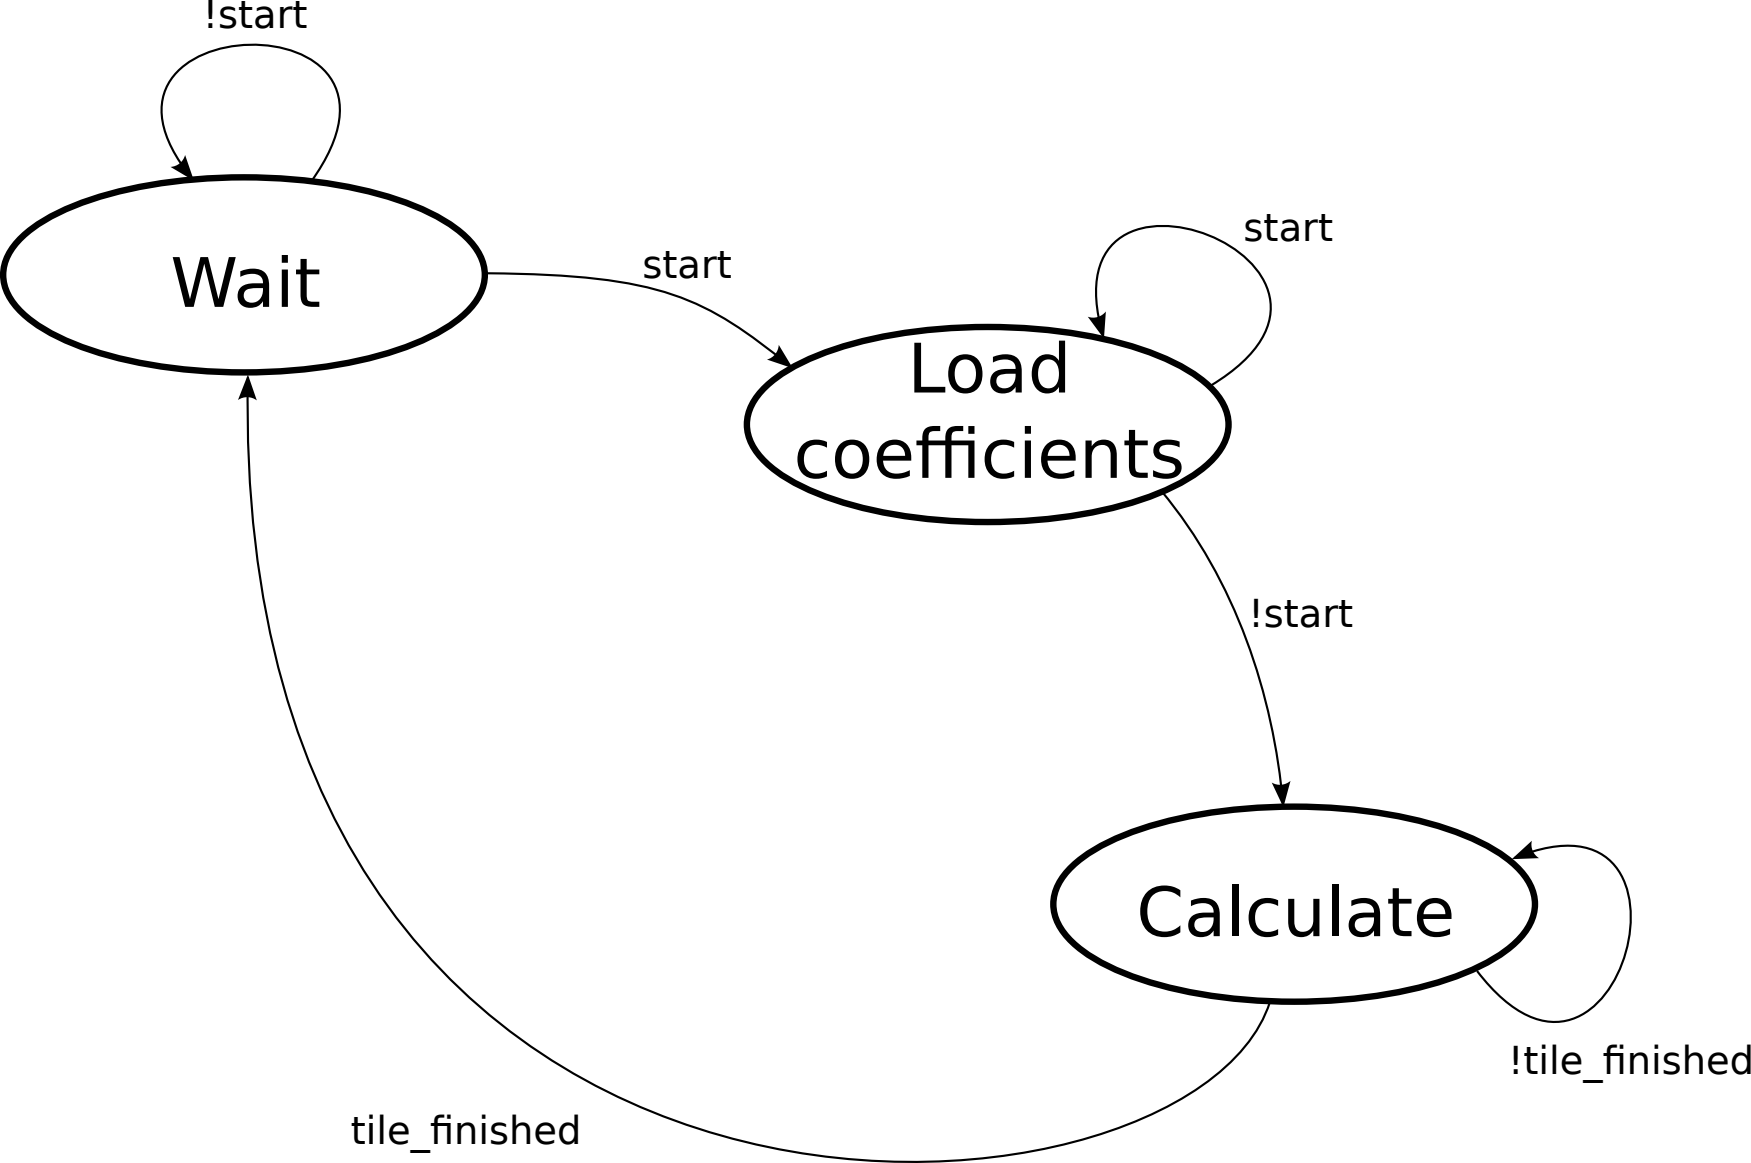 !start
start
start
Wait
Load
coefficients
!start
Calculate
!tile_finished
tile_finished